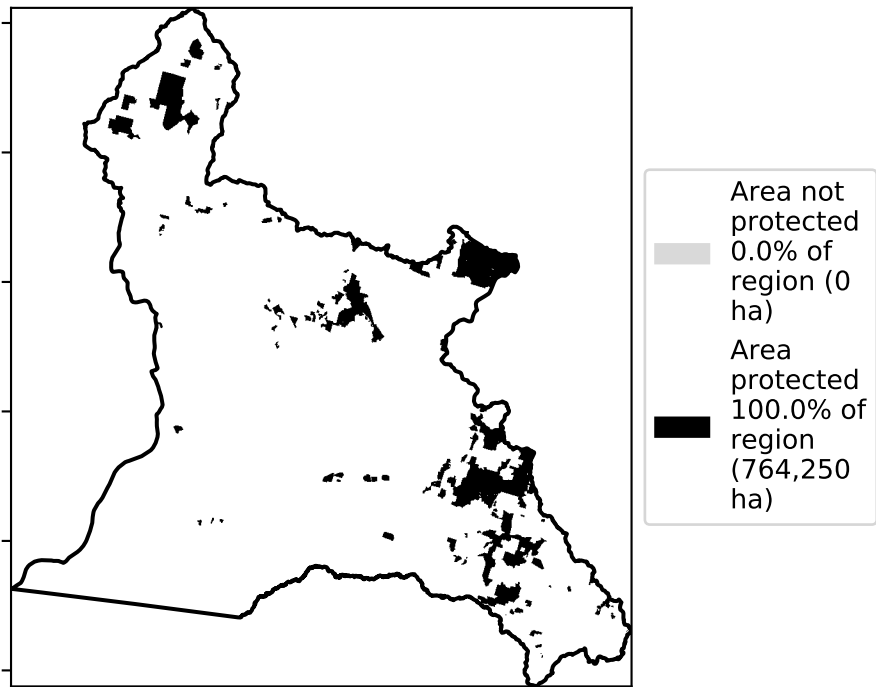 Area not
protected
0.0% of
region (0
ha)
Area
protected
100.0% of
region
(764,250
ha)